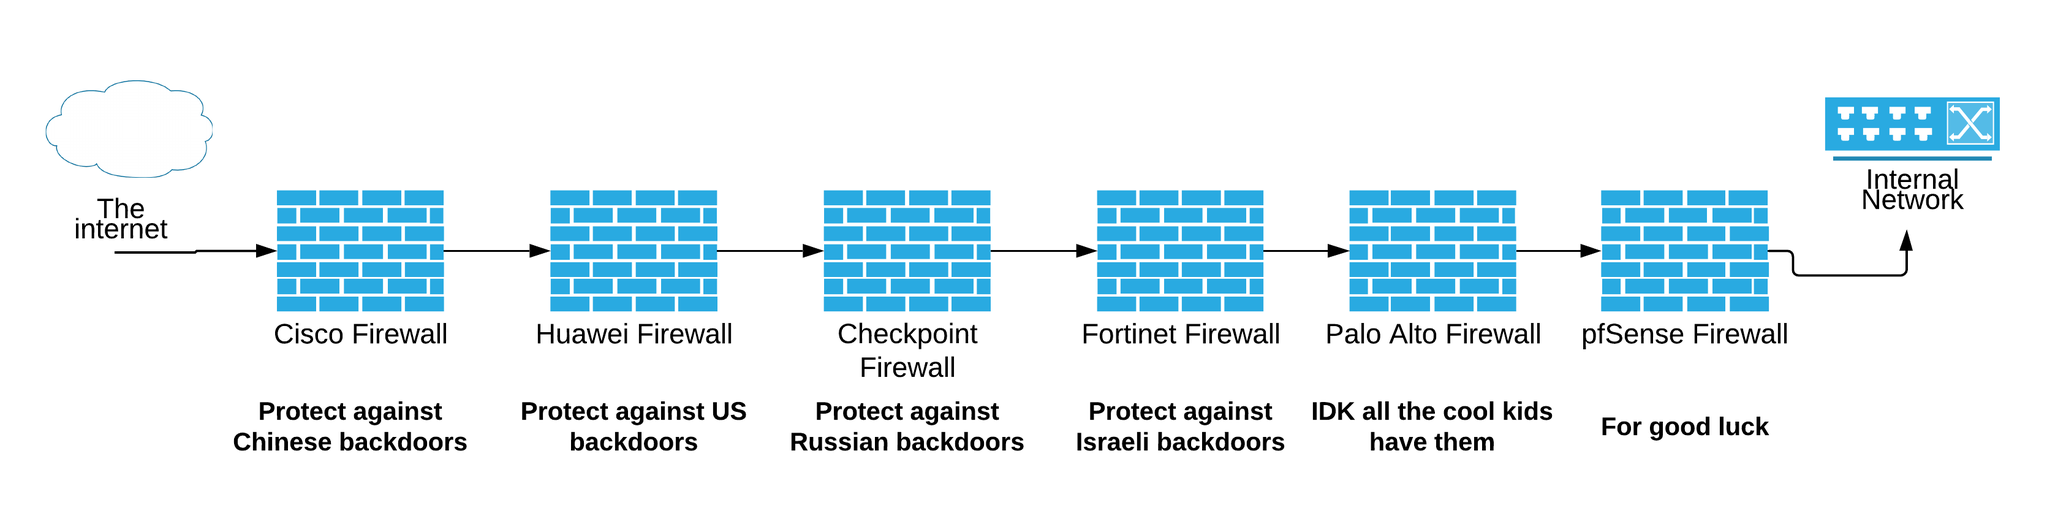 The
internet
Internal
Network
Cisco Firewall
Huawei Firewall
Checkpoint
Firewall
Fortinet Firewall
Palo Alto Firewall
pfSense Firewall
Protect against
Chinese backdoors
Protect against US
backdoors
Protect against
Russian backdoors
Protect against
Israeli backdoors
IDK all the cool kids
have them
For good luck